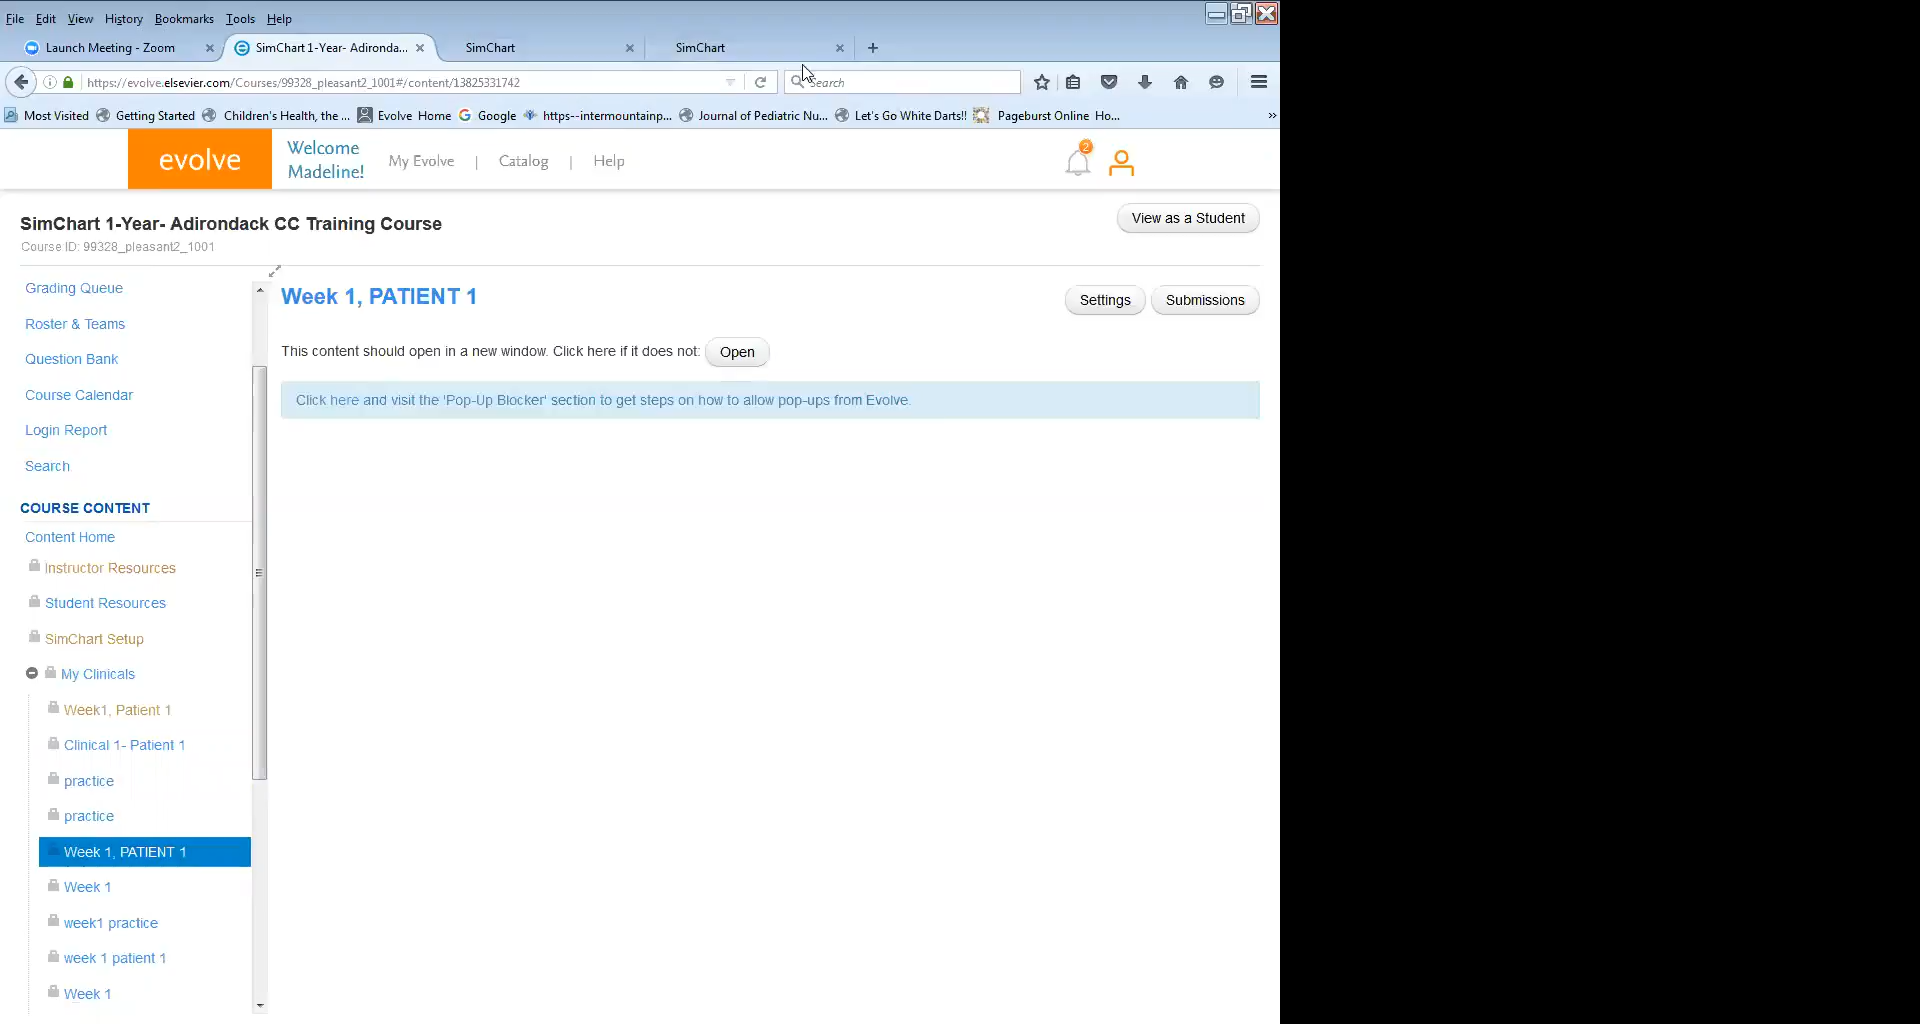 File Edit View History Bookmarks Tools Help
Launch Meeting - Zoom
SimChart 1-Year- Adironda...
SimChart
SimChart
https://evolve.elsevier.com/Courses/99328_pleasant2_1001#/content/13825331742
Search
Most Visited Getting Started Children's Health, the ... Evolve Home Google https--intermountainp... Journal of Pediatric Nu... Let's Go White Darts!! Pageburst Online Ho... »
evolve
Welcome
Madeline!
My Evolve | Catalog | Help
2
SimChart 1-Year- Adirondack CC Training Course
View as a Student
Course ID: 99328_pleasant2_1001
Grading Queue
Roster & Teams
Question Bank
Course Calendar
Login Report
Search
COURSE CONTENT
Content Home
Instructor Resources
Student Resources
SimChart Setup
My Clinicals
Week1, Patient 1
Clinical 1- Patient 1
practice
practice
Week 1, PATIENT 1
Week 1
week1 practice
week 1 patient 1
Week 1
Week 1, PATIENT 1
Settings
Submissions
This content should open in a new window. Click here if it does not: Open
Click here and visit the 'Pop-Up Blocker' section to get steps on how to allow pop-ups from Evolve.